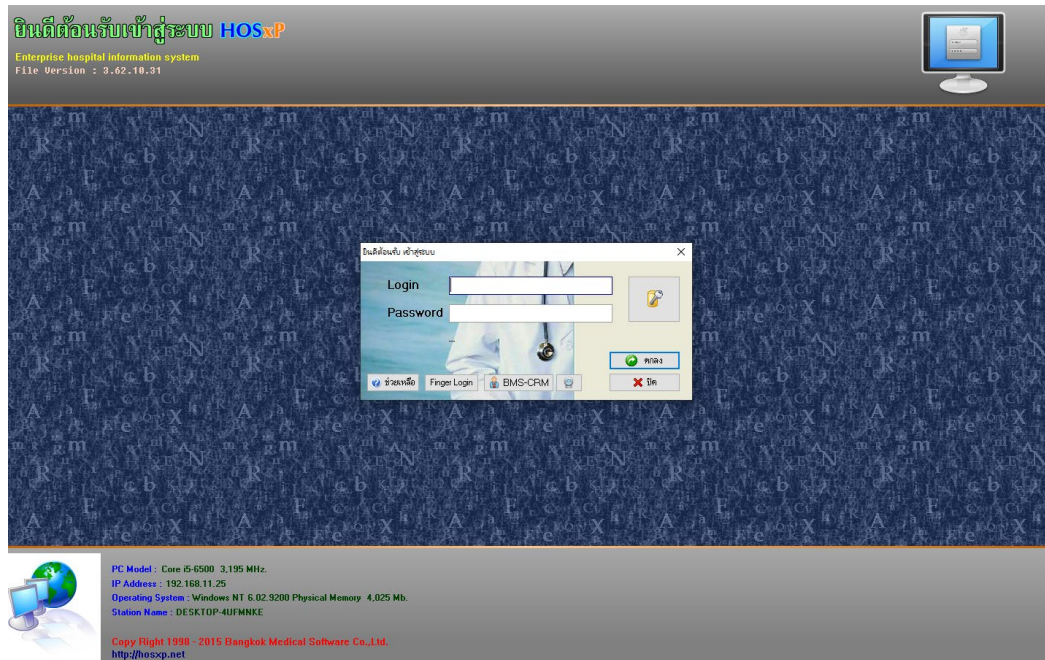 ยินดีต้อนรับเข้าสู่ระบบ HOSxP
Enterprise hospital information system
File Version : 3.62.10.31
ยินดีต้อนรับ เข้าสู่ระบบ
Login
Password
ตกลง
ช่วยเหลือ Finger Login BMS-CRM ปิด
PC Model : Core i5-6500 3,195 MHz.
IP Address : 192.168.11.25
Operating System : Windows NT 6.02.9200 Physical Memory 4,025 Mb.
Station Name : DESKTOP-4UFMNKE
Copy Right 1998 - 2015 Bangkok Medical Software Co.,Ltd.
http://hosxp.net